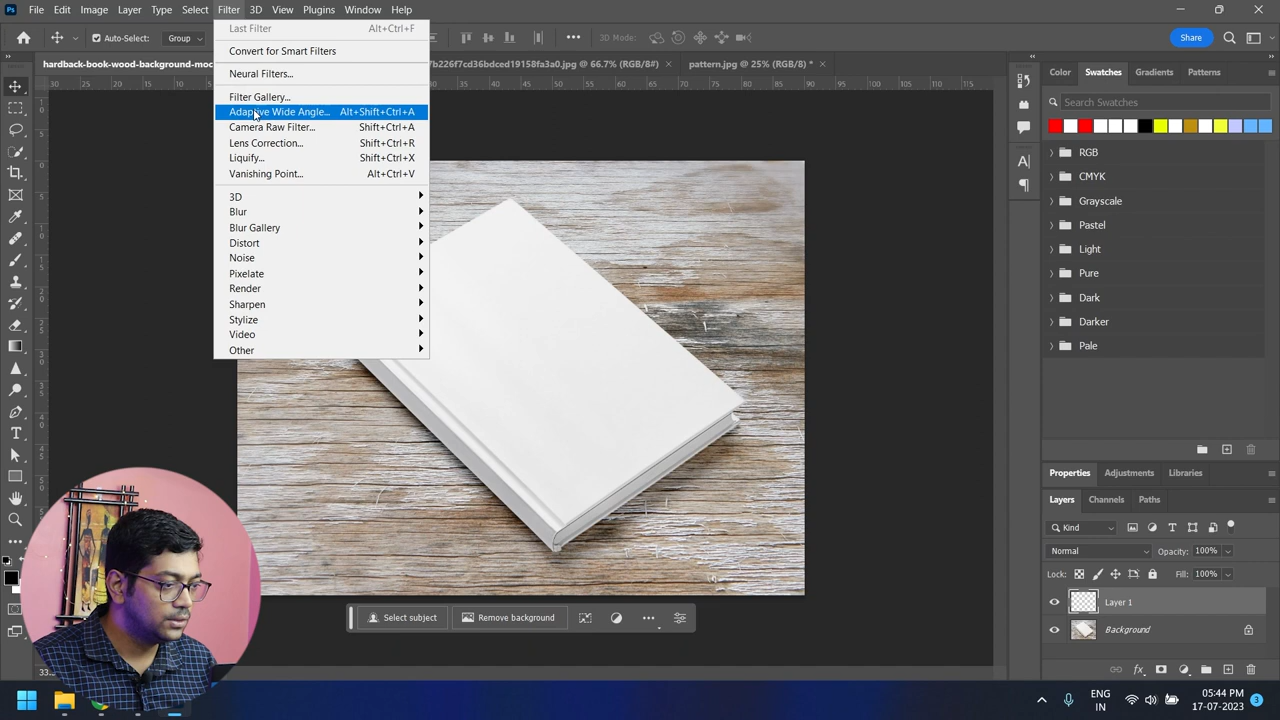 Ps File Edit Image Layer Type Select Filter 3D View Plugins Window Help
Auto-Select: Group 3D Mode: Share
hardback-book-wood-background-moc
7b226f7cd36bdced19158fa3a0.jpg @ 66.7% (RGB/8#) × pattern.jpg @ 25% (RGB/8) * ×
Last Filter Alt+Ctrl+F
Convert for Smart Filters
Neural Filters...
Filter Gallery...
Adaptive Wide Angle... Alt+Shift+Ctrl+A
Camera Raw Filter... Shift+Ctrl+A
Lens Correction... Shift+Ctrl+R
Liquify... Shift+Ctrl+X
Vanishing Point... Alt+Ctrl+V
3D
Blur
Blur Gallery
Distort
Noise
Pixelate
Render
Sharpen
Stylize
Video
Other
Color Swatches Gradients Patterns
Search Swatches
RGB
CMYK
Grayscale
Pastel
Light
Pure
Dark
Darker
Pale
Properties Adjustments Libraries
Layers Channels Paths
Kind
Normal Opacity: 100%
Lock: Fill: 100%
Layer 1
Background
Select subject Remove background
ENG
IN
05:44 PM
17-07-2023
3